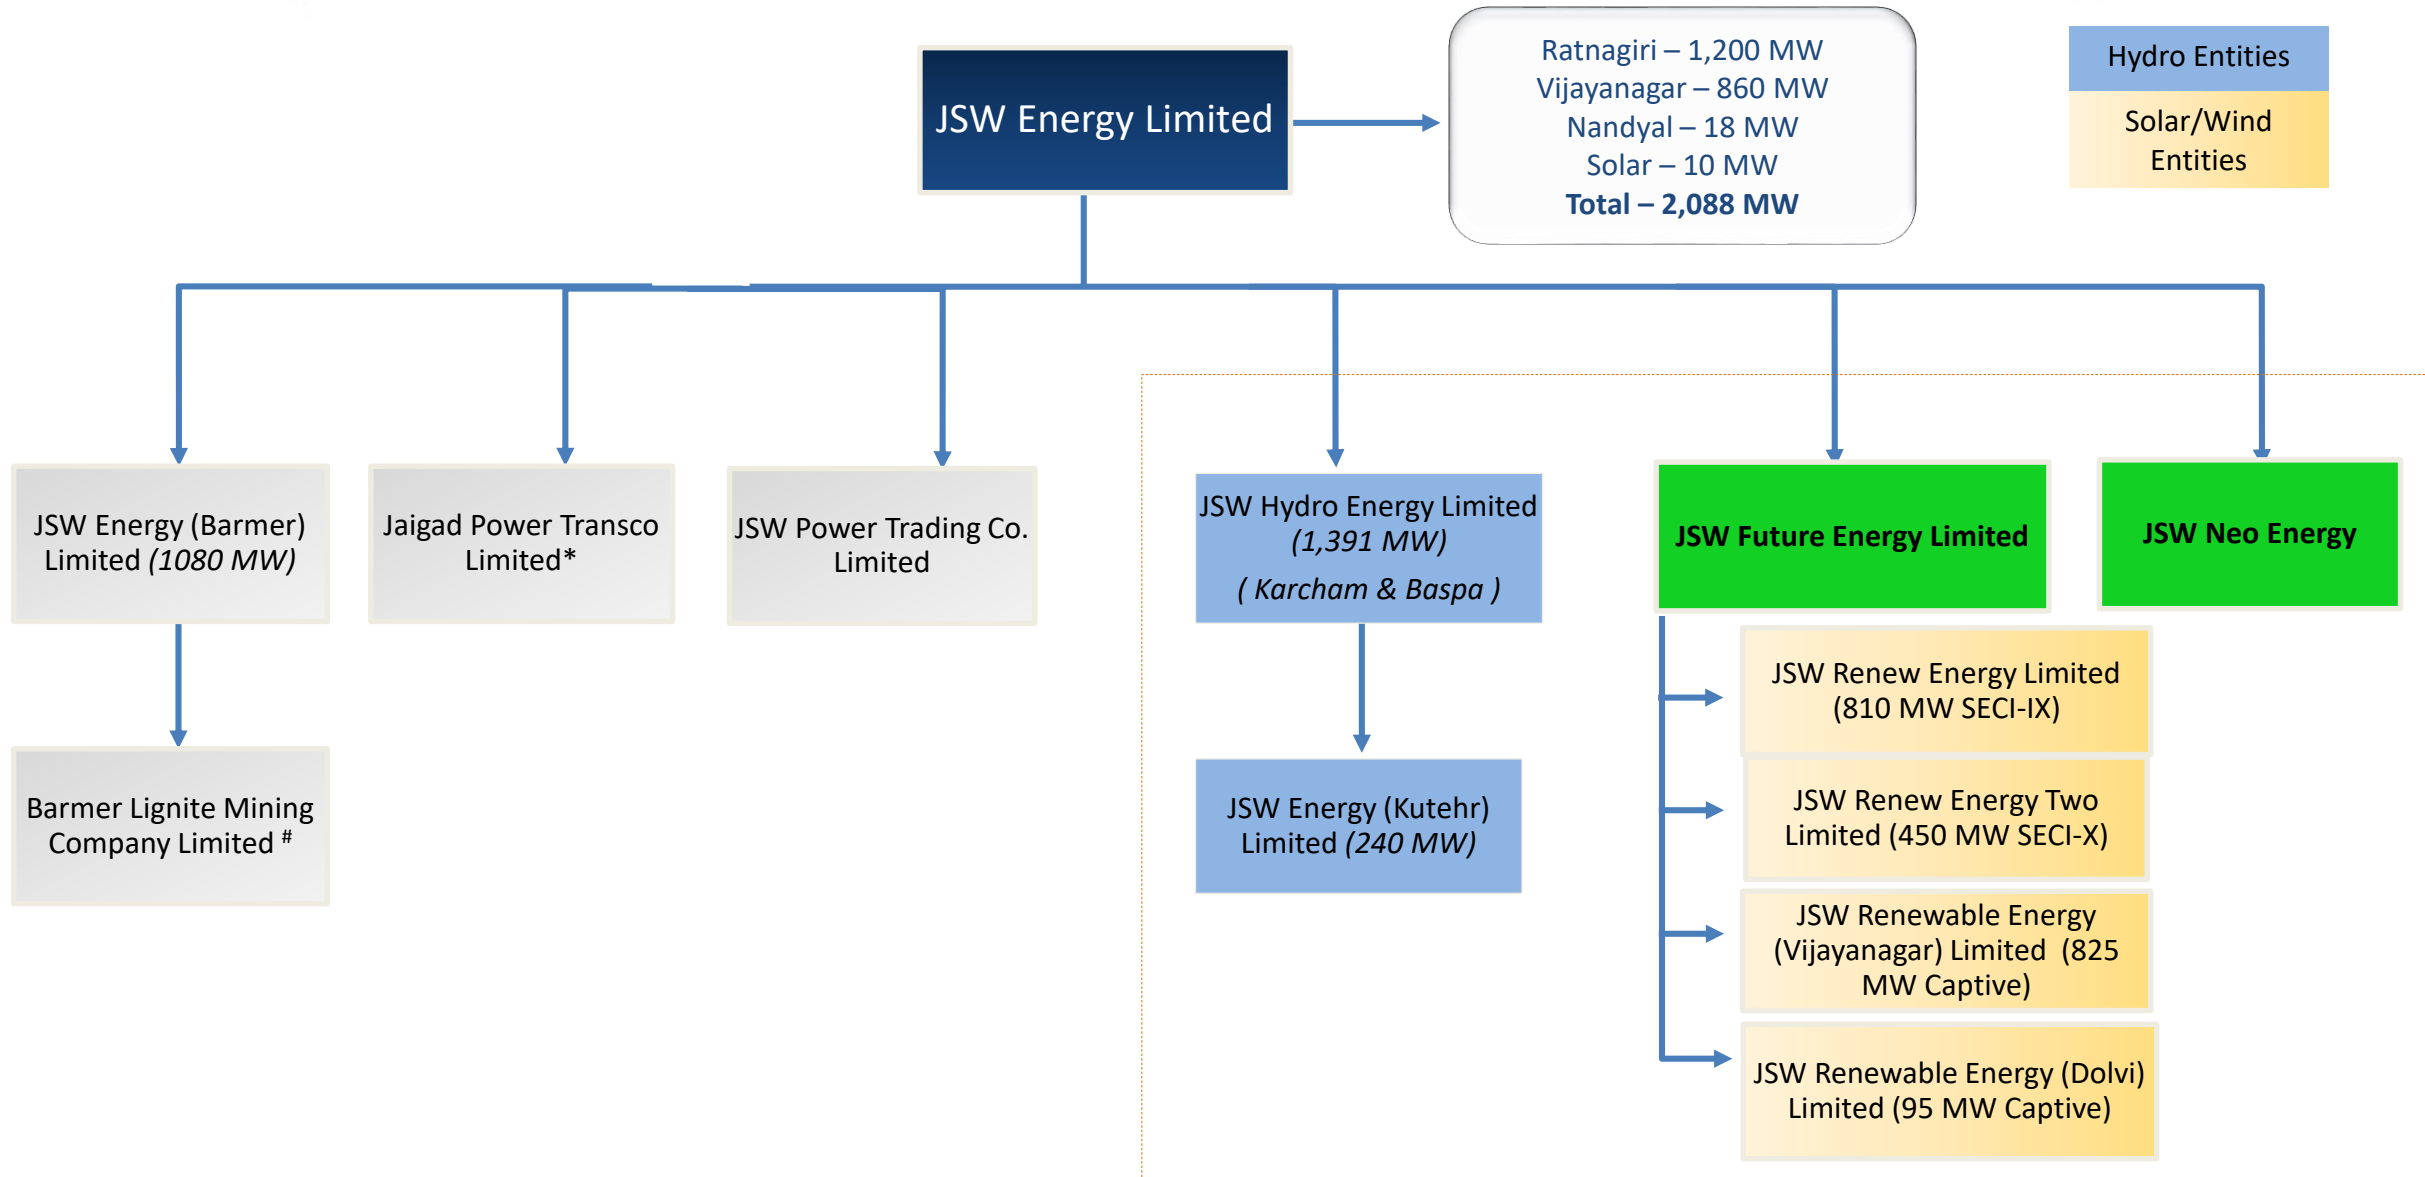 JSW Energy Limited
Ratnagiri – 1,200 MW
Vijayanagar – 860 MW
Nandyal – 18 MW
Solar – 10 MW
Total – 2,088 MW
Hydro Entities
Solar/Wind
Entities
JSW Energy (Barmer)
Limited (1080 MW)
Jaigad Power Transco
Limited*
JSW Power Trading Co.
Limited
JSW Hydro Energy Limited
(1,391 MW)
( Karcham & Baspa )
JSW Future Energy Limited
JSW Neo Energy
Barmer Lignite Mining
Company Limited #
JSW Energy (Kutehr)
Limited (240 MW)
JSW Renew Energy Limited
(810 MW SECI-IX)
JSW Renew Energy Two
Limited (450 MW SECI-X)
JSW Renewable Energy
(Vijayanagar) Limited (825
MW Captive)
JSW Renewable Energy (Dolvi)
Limited (95 MW Captive)